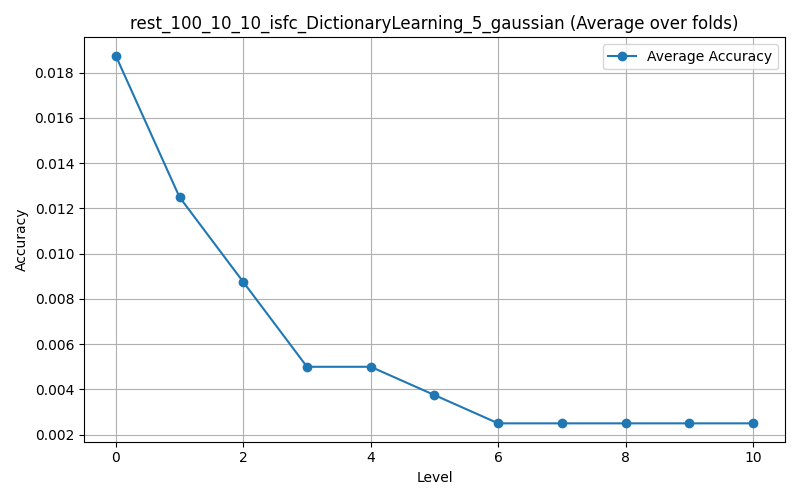 rest_100_10_10_isfc_DictionaryLearning_5_gaussian (Average over folds)
Average Accuracy
0.018
0.016
0.014
0.012
0.010
0.008
0.006
0.004
0.002
Accuracy
0 2 4 6 8 10
Level